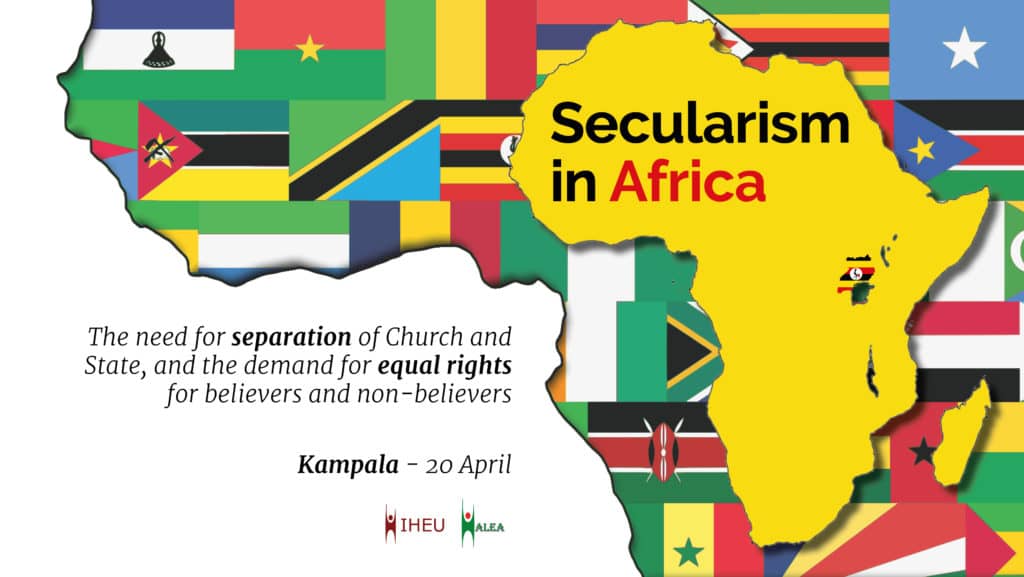 Secularism
in Africa
The need for separation of Church and
State, and the demand for equal rights
for believers and non-believers
Kampala - 20 April
IHEU
HALEA